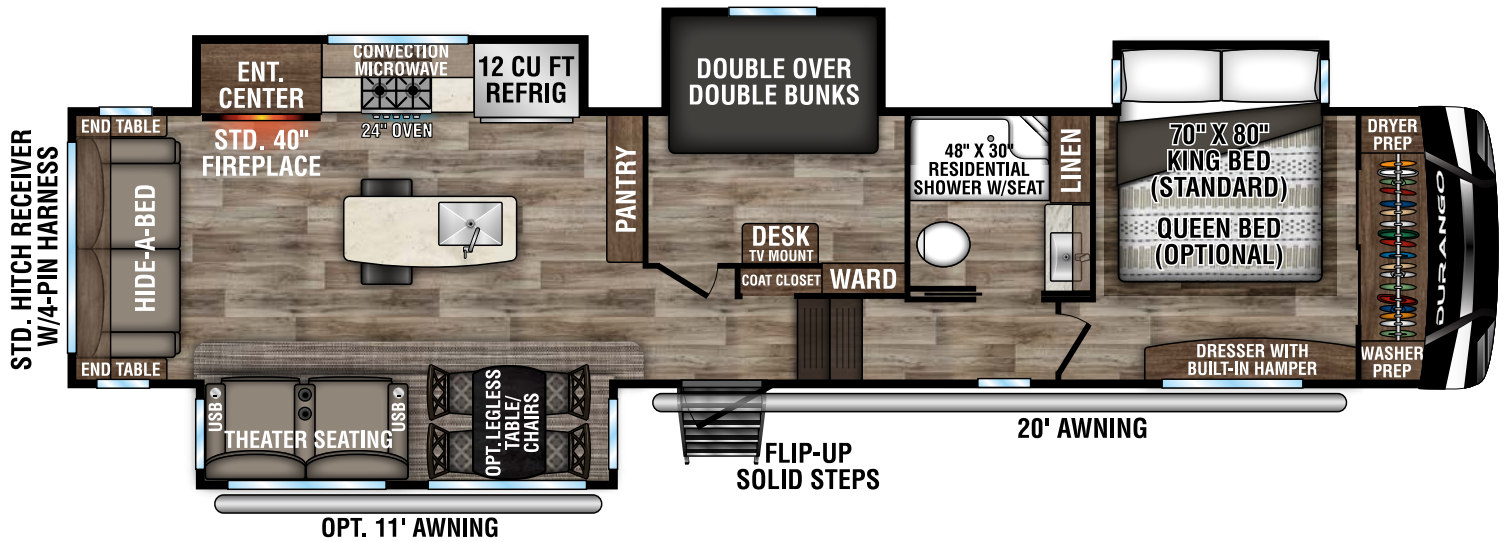 STD. HITCH RECEIVER
W/4-PIN HARNESS
END TABLE
HIDE-A-BED
END TABLE
ENT.
CENTER
STD. 40"
FIREPLACE
CONVECTION
MICROWAVE
24" OVEN
12 CU FT
REFRIG
PANTRY
DOUBLE OVER
DOUBLE BUNKS
DESK
TV MOUNT
COAT CLOSET
WARD
48" X 30"
RESIDENTIAL
SHOWER W/SEAT
LINEN
70" X 80"
KING BED
(STANDARD)
QUEEN BED
(OPTIONAL)
DRYER
PREP
WASHER
PREP
DURANGO
DRESSER WITH
BUILT-IN HAMPER
USB
USB
THEATER SEATING
OPT. LEGLESS
TABLE/
CHAIRS
FLIP-UP
SOLID STEPS
20' AWNING
OPT. 11' AWNING